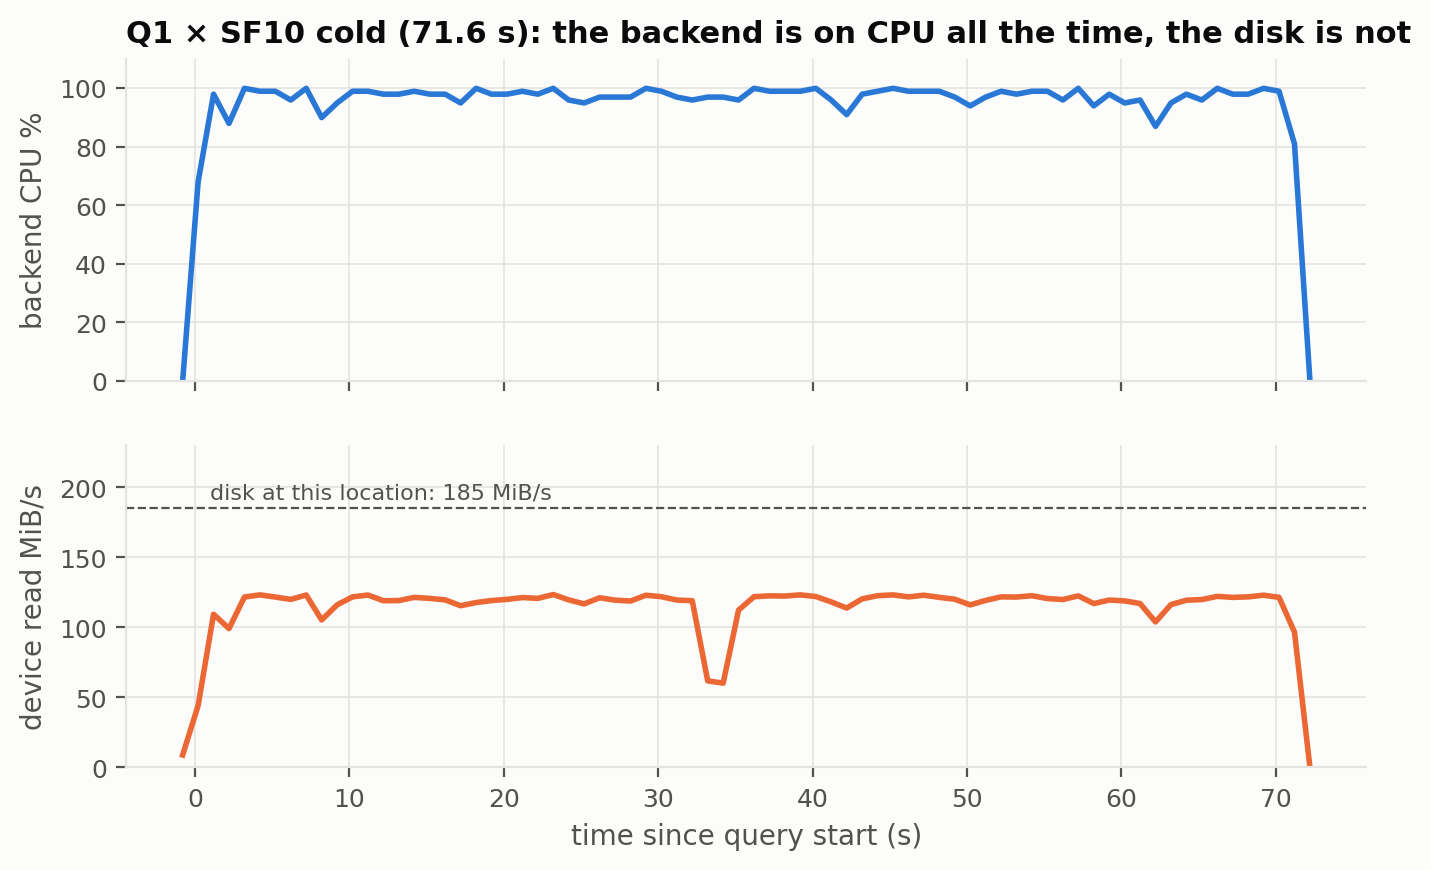 Q1 × SF10 cold (71.6 s): the backend is on CPU all the time, the disk is not
backend CPU %
100
80
60
40
20
0
device read MiB/s
200
150
100
50
0
disk at this location: 185 MiB/s
0 10 20 30 40 50 60 70
time since query start (s)